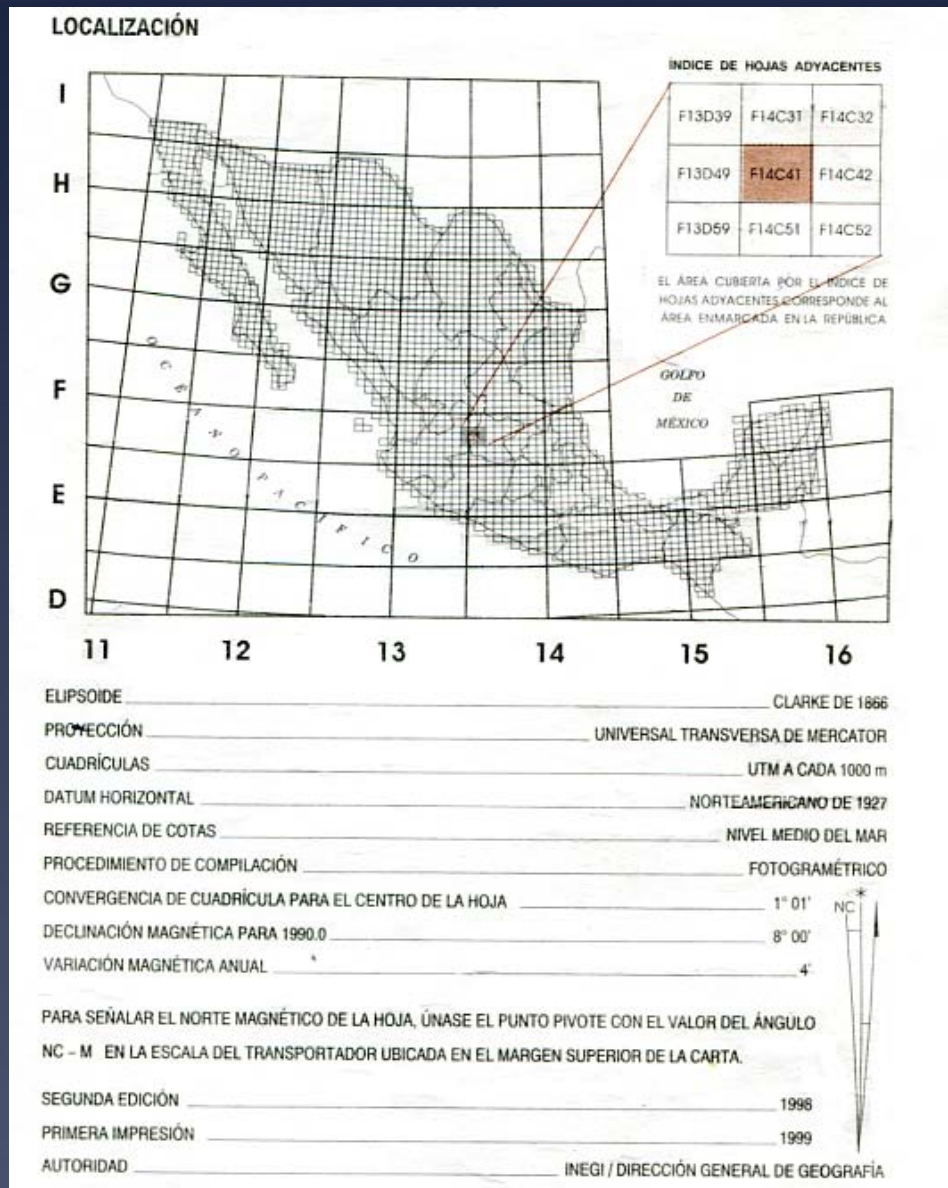 LOCALIZACIÓN
ÍNDICE DE HOJAS ADYACENTES
F13D39 F14C31 F14C32
F13D49 F14C41 F14C42
F13D59 F14C51 F14C52
EL ÁREA CUBIERTA POR EL ÍNDICE DE
HOJAS ADYACENTES CORRESPONDE AL
ÁREA ENMARCADA EN LA REPÚBLICA
I
H
G
F
E
D
GOLFO
DE
MÉXICO
OCÉANO PACÍFICO
11 12 13 14 15 16
ELIPSOIDE CLARKE DE 1866
PROYECCIÓN UNIVERSAL TRANSVERSA DE MERCATOR
CUADRÍCULAS UTM A CADA 1000 m
DATUM HORIZONTAL NORTEAMERICANO DE 1927
REFERENCIA DE COTAS NIVEL MEDIO DEL MAR
PROCEDIMIENTO DE COMPILACIÓN FOTOGRAMÉTRICO
CONVERGENCIA DE CUADRÍCULA PARA EL CENTRO DE LA HOJA 1° 01'
DECLINACIÓN MAGNÉTICA PARA 1990.0 8° 00'
VARIACIÓN MAGNÉTICA ANUAL 4'
NC *
PARA SEÑALAR EL NORTE MAGNÉTICO DE LA HOJA, ÚNASE EL PUNTO PIVOTE CON EL VALOR DEL ÁNGULO
NC – M EN LA ESCALA DEL TRANSPORTADOR UBICADA EN EL MARGEN SUPERIOR DE LA CARTA.
SEGUNDA EDICIÓN 1998
PRIMERA IMPRESIÓN 1999
AUTORIDAD INEGI / DIRECCIÓN GENERAL DE GEOGRAFÍA